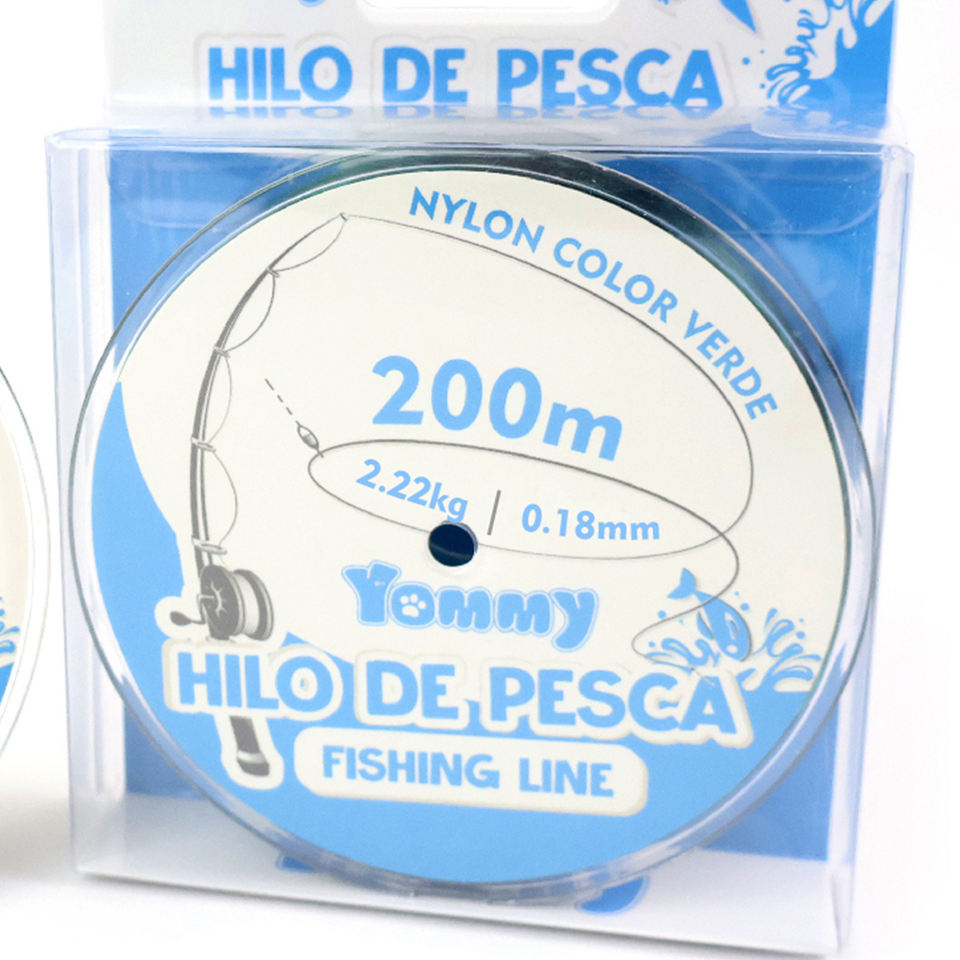 HILO DE PESCA
NYLON COLOR VERDE
200m
2.22kg | 0.18mm
Yommy
HILO DE PESCA
FISHING LINE